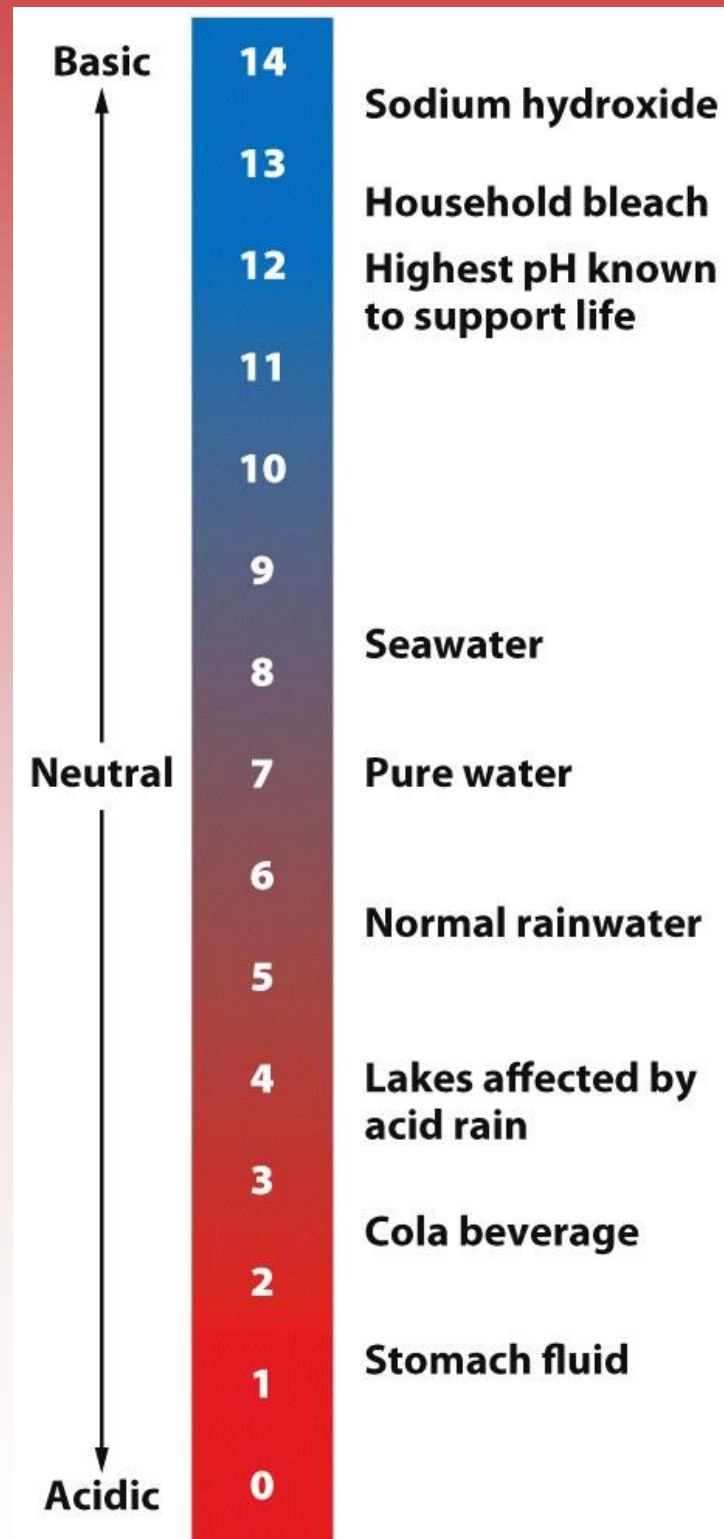 Basic
14
Sodium hydroxide
13
Household bleach
12
Highest pH known
to support life
11
10
9
Seawater
8
Neutral
7
Pure water
6
Normal rainwater
5
4
Lakes affected by
acid rain
3
Cola beverage
2
Stomach fluid
1
Acidic
0